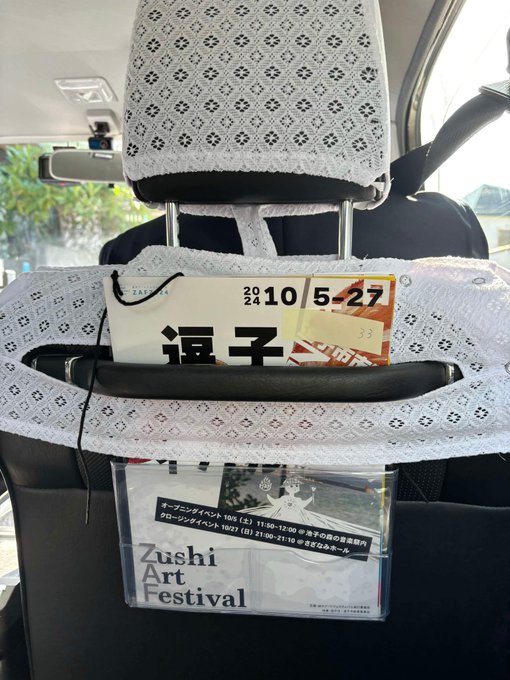 ZAF2024
2024 10/5-27
33
逗子
オープニングイベント 10/5（土） 11:50-12:00 @ 池子の森の音楽祭内
クロージングイベント 10/27（日）21:00-21:10 @ さざなみホール
Zushi
Art
Festival